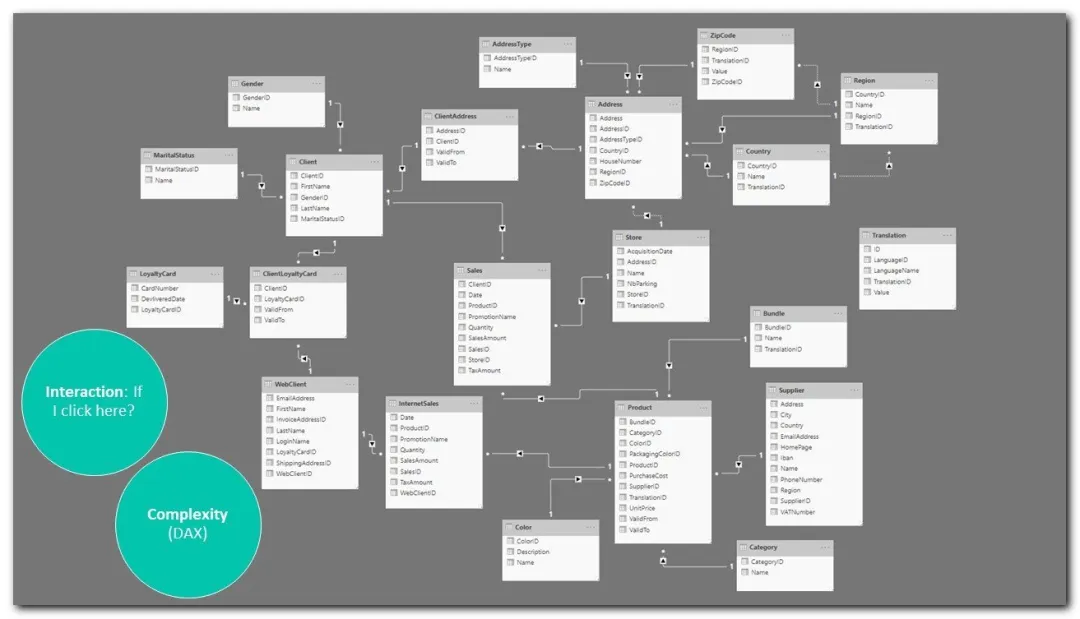 AddressType
AddressTypeID
Name
ZipCode
RegionID
TranslationID
Value
ZipCodeID
Region
CountryID
Name
RegionID
TranslationID
Gender
GenderID
Name
ClientAddress
AddressID
ClientID
ValidFrom
ValidTo
Address
Address
AddressID
AddressTypeID
CountryID
HouseNumber
RegionID
ZipCodeID
Country
CountryID
Name
TranslationID
MaritalStatus
MaritalStatusID
Name
Client
ClientID
FirstName
GenderID
LastName
MaritalStatusID
Store
AcquisitionDate
AddressID
Name
NbParking
StoreID
TranslationID
Translation
ID
LanguageID
LanguageName
TranslationID
Value
LoyaltyCard
CardNumber
DeviveredDate
LoyaltyCardID
ClientLoyaltyCard
ClientID
LoyaltyCardID
ValidFrom
ValidTo
Sales
ClientID
Date
ProductID
PromotionName
Quantity
SalesAmount
SalesID
StoreID
TaxAmount
Bundle
BundleID
Name
TranslationID
Interaction: If
I click here?
WebClient
EmailAddress
FirstName
InvoiceAddressID
LastName
LoginName
LoyaltyCardID
ShippingAddressID
WebClientID
InternetSales
Date
ProductID
PromotionName
Quantity
SalesAmount
SalesID
TaxAmount
WebClientID
Product
BundleID
CategoryID
ColorID
PackagingColorID
ProductID
PurchaseCost
SupplierID
TranslationID
UnitPrice
ValidFrom
ValidTo
Supplier
Address
City
Country
EmailAddress
HomePage
Iban
Name
PhoneNumber
Region
SupplierID
VATNumber
Complexity
(DAX)
Color
ColorID
Description
Name
Category
CategoryID
Name